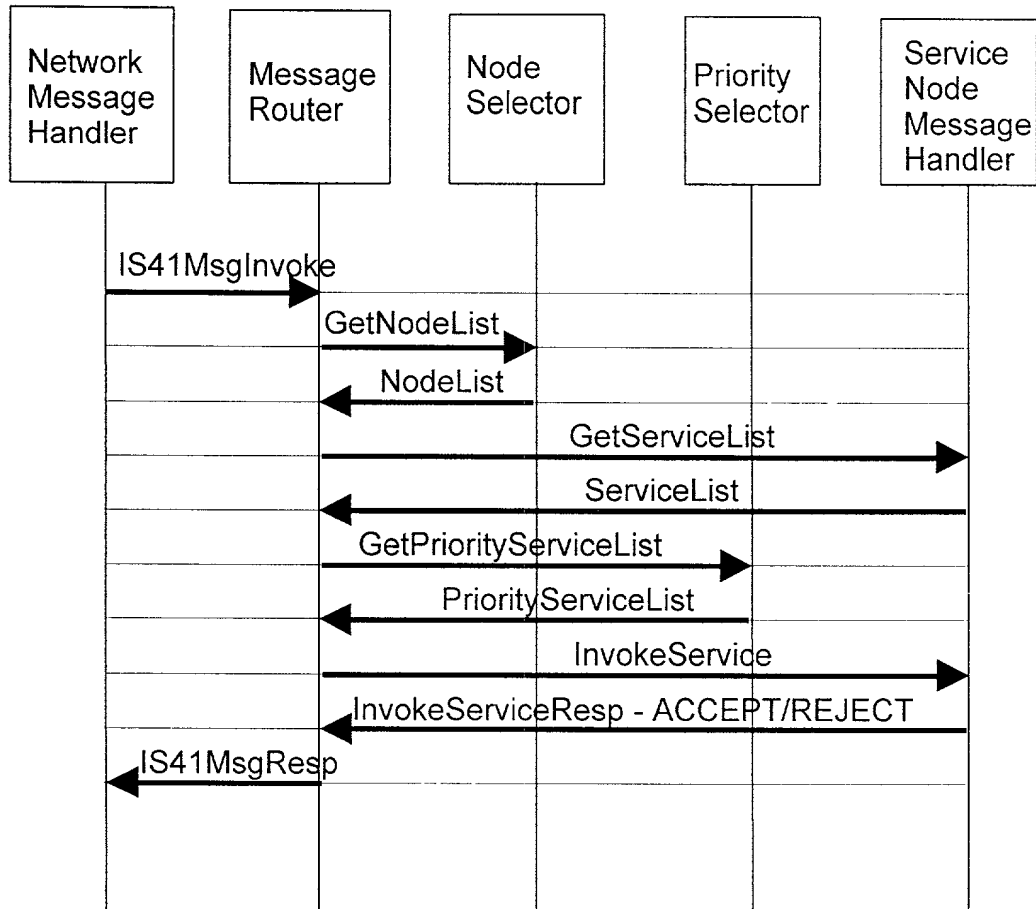 Network
Message
Handler
Message
Router
Node
Selector
Priority
Selector
Service
Node
Message
Handler
IS41MsgInvoke
GetNodeList
NodeList
GetServiceList
ServiceList
GetPriorityServiceList
PriorityServiceList
InvokeService
InvokeServiceResp - ACCEPT/REJECT
IS41MsgResp